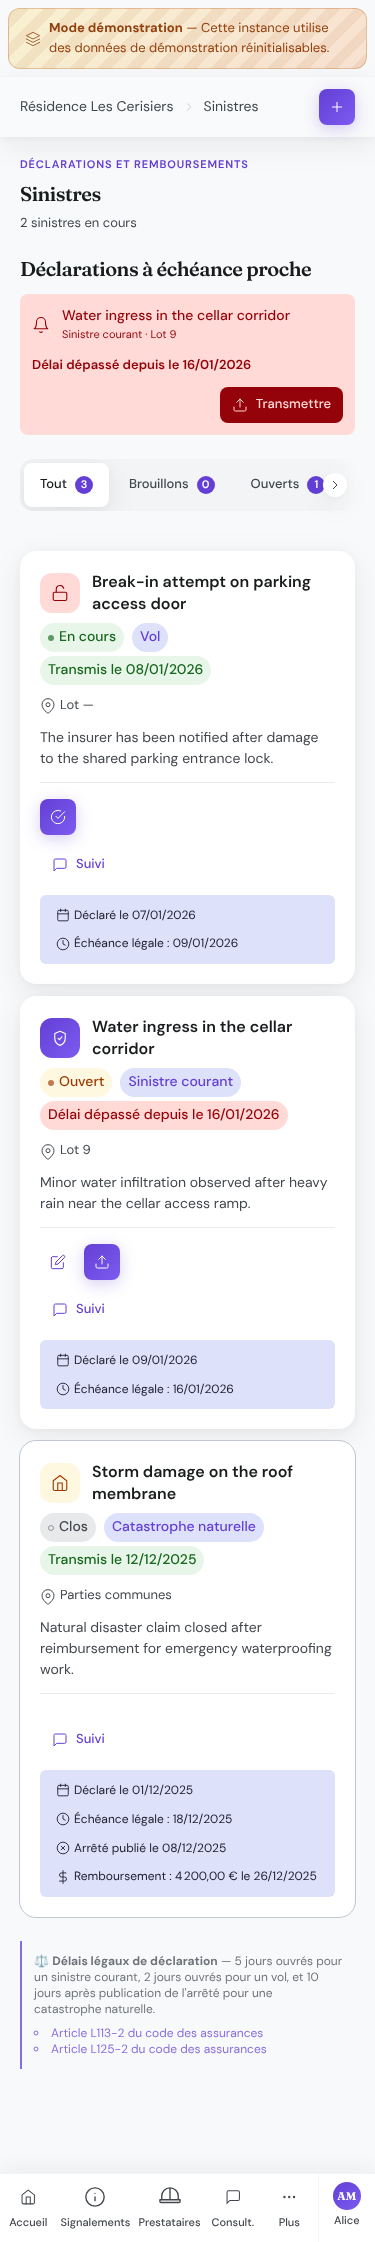 Mode démonstration — Cette instance utilise
des données de démonstration réinitialisables.
Résidence Les Cerisiers > Sinistres
+
DÉCLARATIONS ET REMBOURSEMENTS
Sinistres
2 sinistres en cours
Déclarations à échéance proche
Water ingress in the cellar corridor
Sinistre courant · Lot 9
Délai dépassé depuis le 16/01/2026
Transmettre
Tout 3 Brouillons 0 Ouverts 1
Break-in attempt on parking
access door
En cours Vol
Transmis le 08/01/2026
Lot —
The insurer has been notified after damage
to the shared parking entrance lock.
Suivi
Déclaré le 07/01/2026
Échéance légale : 09/01/2026
Water ingress in the cellar
corridor
Ouvert Sinistre courant
Délai dépassé depuis le 16/01/2026
Lot 9
Minor water infiltration observed after heavy
rain near the cellar access ramp.
Suivi
Déclaré le 09/01/2026
Échéance légale : 16/01/2026
Storm damage on the roof
membrane
Clos Catastrophe naturelle
Transmis le 12/12/2025
Parties communes
Natural disaster claim closed after
reimbursement for emergency waterproofing
work.
Suivi
Déclaré le 01/12/2025
Échéance légale : 18/12/2025
Arrêté publié le 08/12/2025
Remboursement : 4 200,00 € le 26/12/2025
⚖️ Délais légaux de déclaration — 5 jours ouvrés pour
un sinistre courant, 2 jours ouvrés pour un vol, et 10
jours après publication de l'arrêté pour une
catastrophe naturelle.
Article L113-2 du code des assurances
Article L125-2 du code des assurances
AM
Accueil Signalements Prestataires Consult. Plus Alice